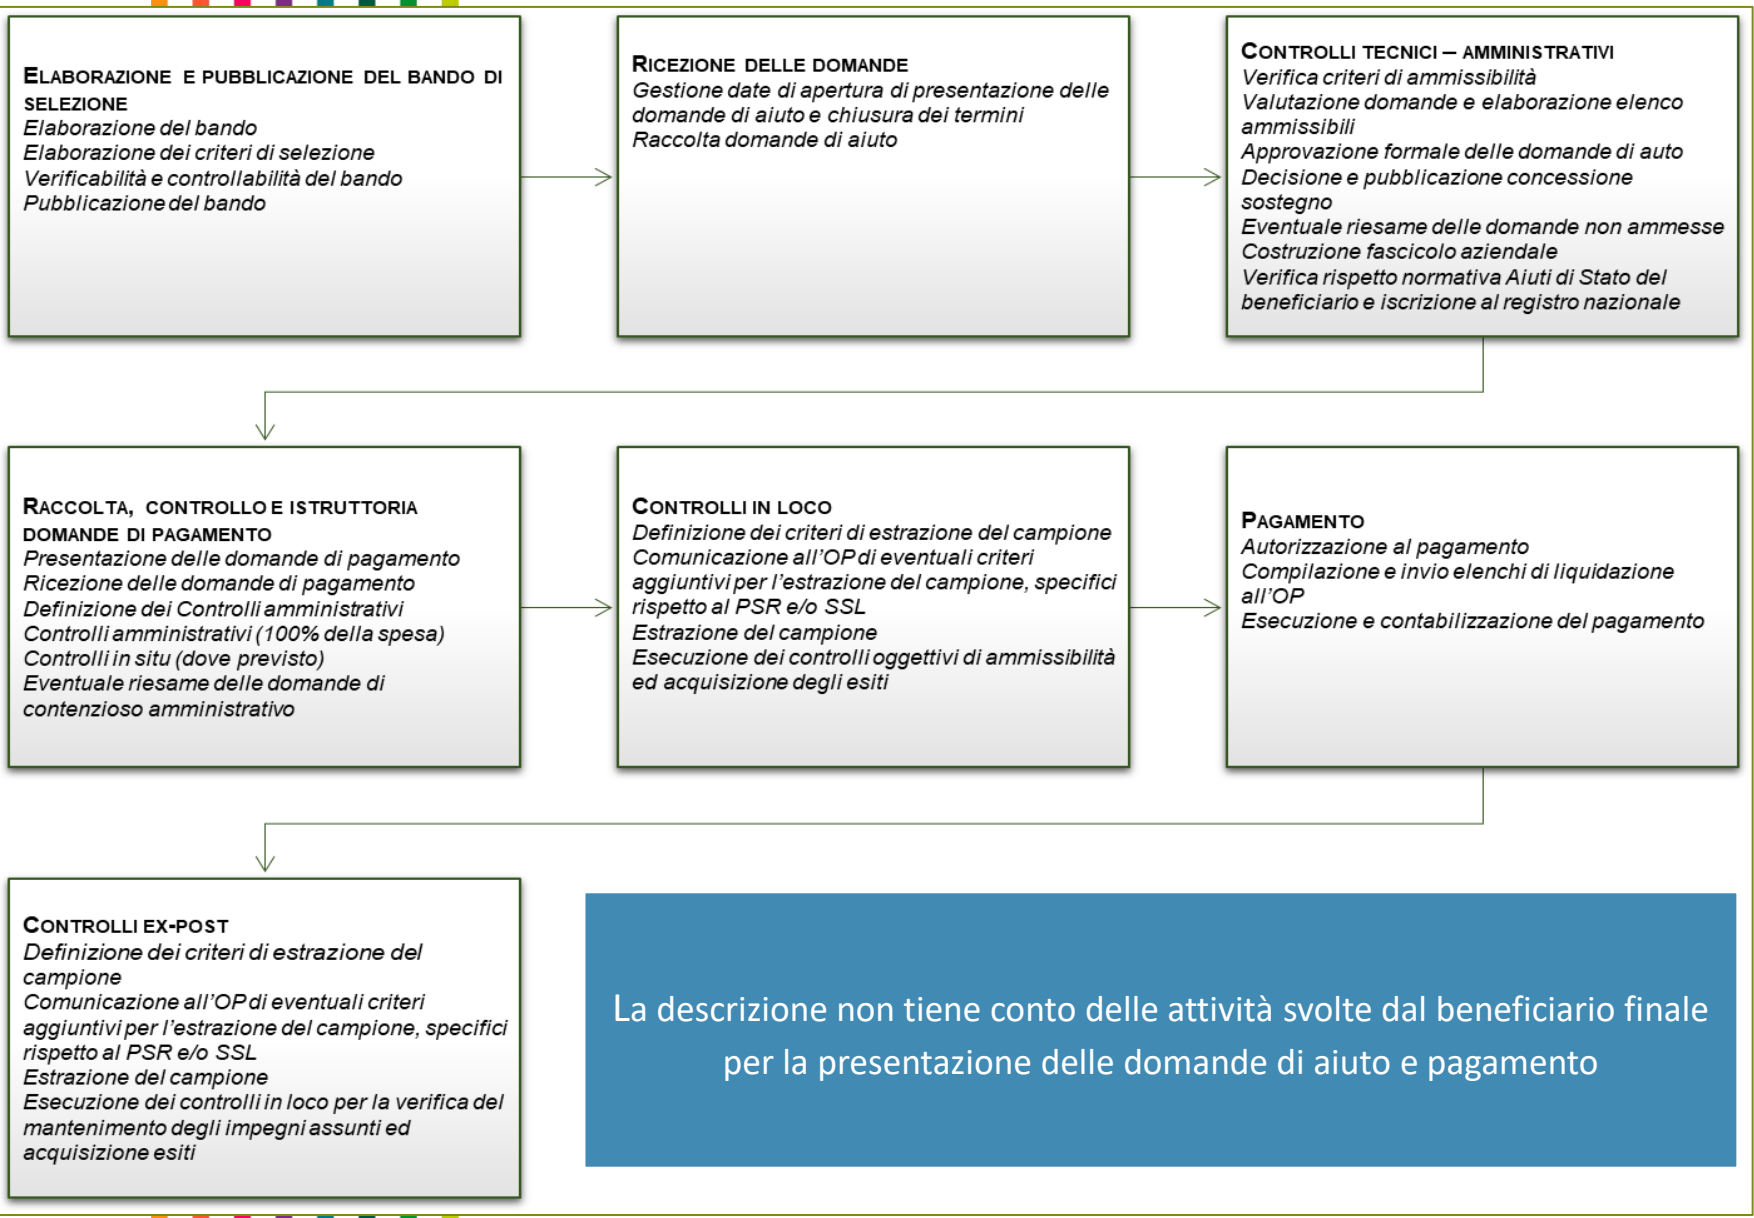 ELABORAZIONE E PUBBLICAZIONE DEL BANDO DI
SELEZIONE
Elaborazione del bando
Elaborazione dei criteri di selezione
Verificabilità e controllabilità del bando
Pubblicazione del bando
RICEZIONE DELLE DOMANDE
Gestione date di apertura di presentazione delle
domande di aiuto e chiusura dei termini
Raccolta domande di aiuto
CONTROLLI TECNICI – AMMINISTRATIVI
Verifica criteri di ammissibilità
Valutazione domande e elaborazione elenco
ammissibili
Approvazione formale delle domande di auto
Decisione e pubblicazione concessione
sostegno
Eventuale riesame delle domande non ammesse
Costruzione fascicolo aziendale
Verifica rispetto normativa Aiuti di Stato del
beneficiario e iscrizione al registro nazionale
RACCOLTA, CONTROLLO E ISTRUTTORIA
DOMANDE DI PAGAMENTO
Presentazione delle domande di pagamento
Ricezione delle domande di pagamento
Definizione dei Controlli amministrativi
Controlli amministrativi (100% della spesa)
Controlli in situ (dove previsto)
Eventuale riesame delle domande di
contenzioso amministrativo
CONTROLLI IN LOCO
Definizione dei criteri di estrazione del campione
Comunicazione all'OP di eventuali criteri
aggiuntivi per l'estrazione del campione, specifici
rispetto al PSR e/o SSL
Estrazione del campione
Esecuzione dei controlli oggettivi di ammissibilità
ed acquisizione degli esiti
PAGAMENTO
Autorizzazione al pagamento
Compilazione e invio elenchi di liquidazione
all'OP
Esecuzione e contabilizzazione del pagamento
CONTROLLI EX-POST
Definizione dei criteri di estrazione del
campione
Comunicazione all'OP di eventuali criteri
aggiuntivi per l'estrazione del campione, specifici
rispetto al PSR e/o SSL
Estrazione del campione
Esecuzione dei controlli in loco per la verifica del
mantenimento degli impegni assunti ed
acquisizione esiti
La descrizione non tiene conto delle attività svolte dal beneficiario finale
per la presentazione delle domande di aiuto e pagamento